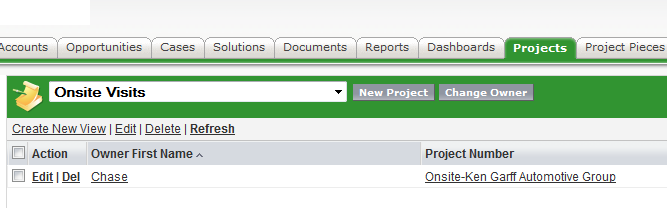 Accounts Opportunities Cases Solutions Documents Reports Dashboards Projects Project Pieces
Onsite Visits New Project Change Owner
Create New View | Edit | Delete | Refresh
Action Owner First Name Project Number
Edit | Del Chase Onsite-Ken Garff Automotive Group